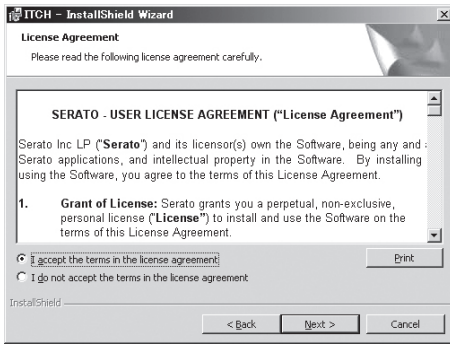 ITCH - InstallShield Wizard
License Agreement
Please read the following license agreement carefully.
SERATO - USER LICENSE AGREEMENT (“License Agreement”)
Serato Inc LP ("Serato") and its licensor(s) own the Software, being any and
Serato applications, and intellectual property in the Software. By installing
using the Software, you agree to the terms of this License Agreement.
1. Grant of License: Serato grants you a perpetual, non-exclusive,
personal license ("License") to install and use the Software on the
terms of this License Agreement.
I accept the terms in the license agreement
Print
I do not accept the terms in the license agreement
InstallShield
< Back
Next >
Cancel